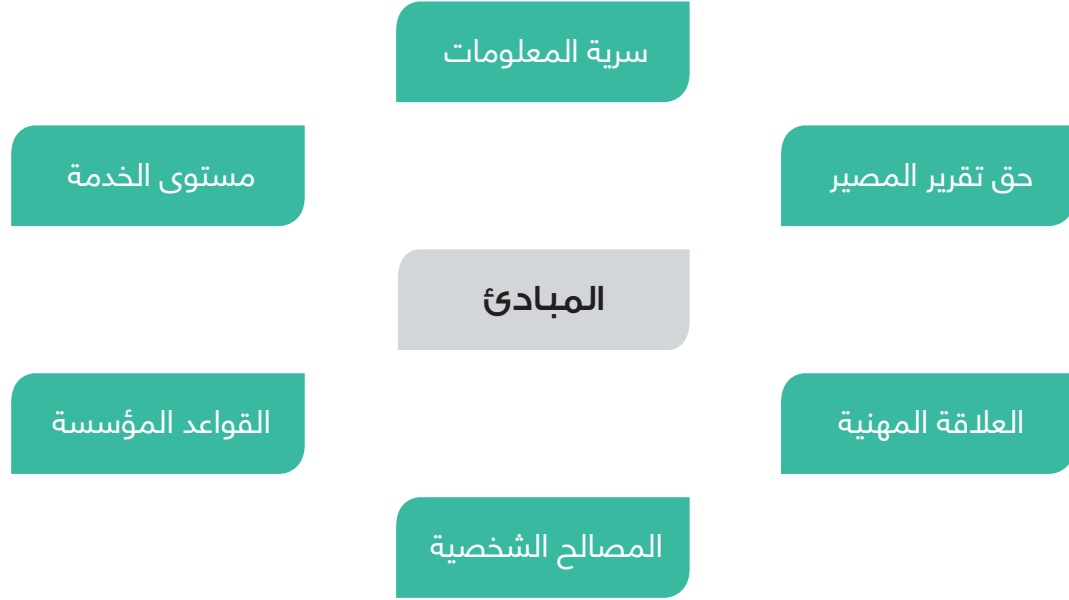 سرية المعلومات
حق تقرير المصير
مستوى الخدمة
المبادئ
العلاقة المهنية
القواعد المؤسسة
المصالح الشخصية